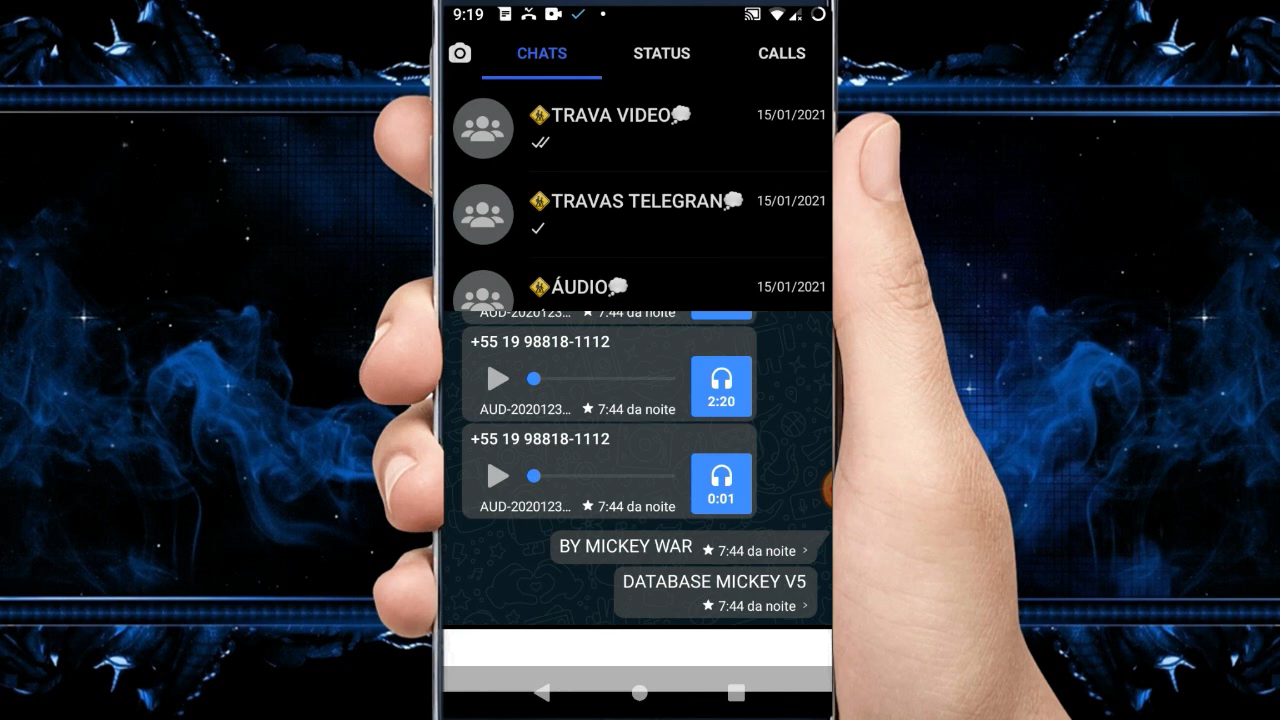 9:19
CHATS STATUS CALLS
TRAVA VIDEO 15/01/2021
TRAVAS TELEGRAN 15/01/2021
ÁUDIO 15/01/2021
AUD-2020123... 7:44 da noite
+55 19 98818-1112
2:20
AUD-2020123... 7:44 da noite
+55 19 98818-1112
0:01
AUD-2020123... 7:44 da noite
BY MICKEY WAR 7:44 da noite
DATABASE MICKEY V5
7:44 da noite